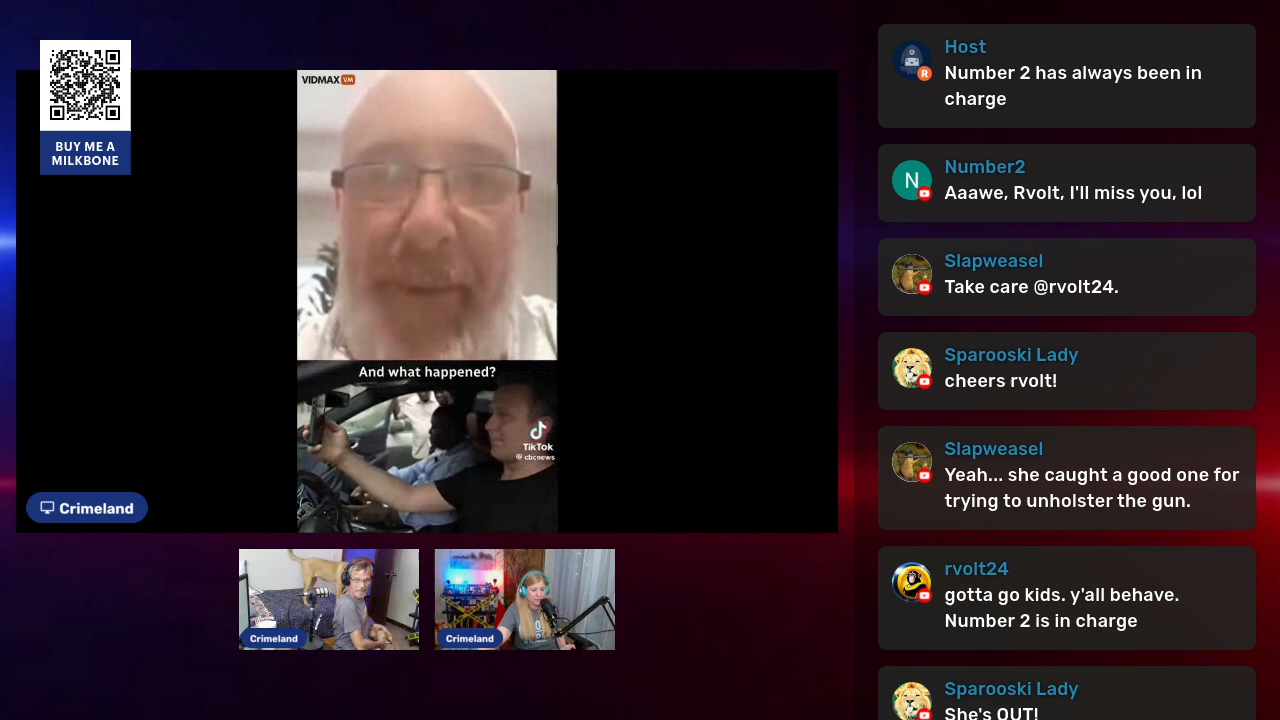 BUY ME A
MILKBONE
VIDMAX VM
And what happened?
TikTok
@ cbcnews
Crimeland
Crimeland
Crimeland
Host
Number 2 has always been in
charge
R
N
Number2
Aaawe, Rvolt, I'll miss you, lol
Slapweasel
Take care @rvolt24.
Sparooski Lady
cheers rvolt!
Slapweasel
Yeah... she caught a good one for
trying to unholster the gun.
rvolt24
gotta go kids. y'all behave.
Number 2 is in charge
Sparooski Lady
She's OUT!